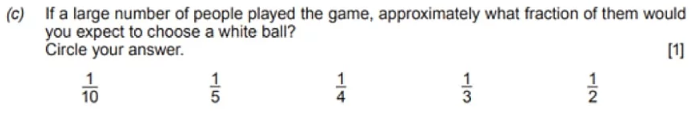 (c) If a large number of people played the game, approximately what fraction of them would
you expect to choose a white ball?
Circle your answer. [1]
1/10 1/5 1/4 1/3 1/2